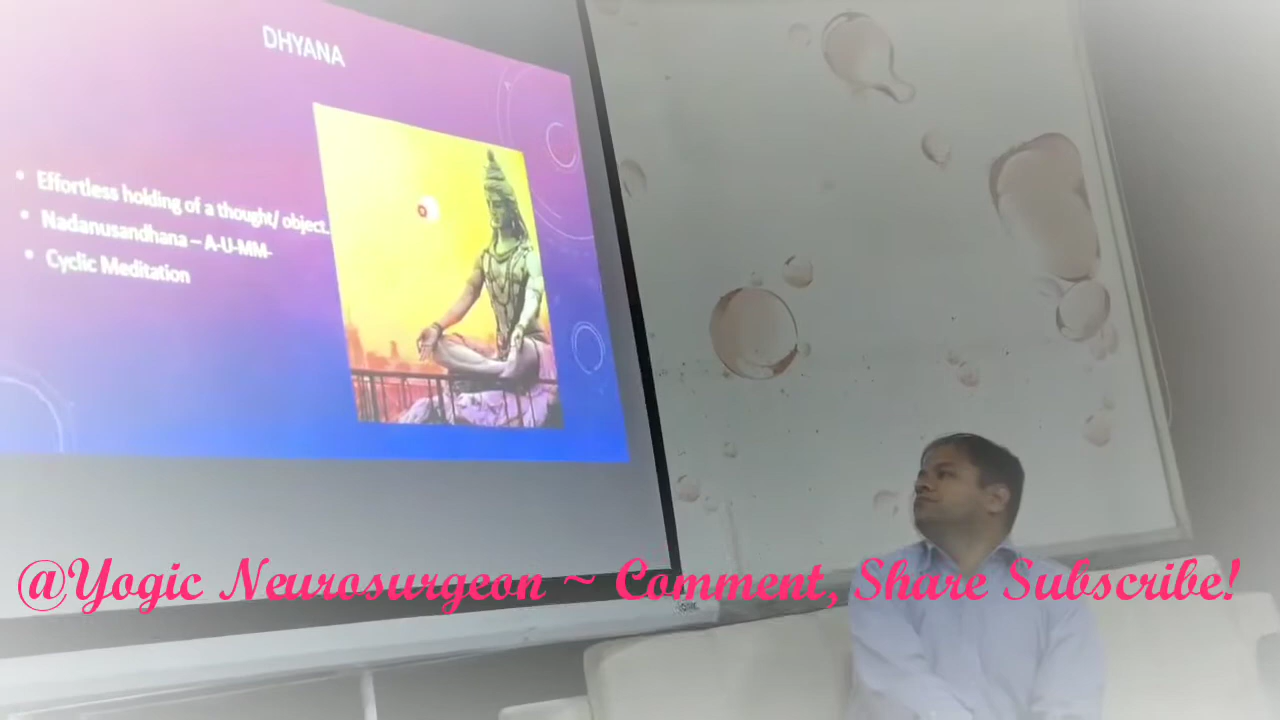 DHYANA
• Effortless holding of a thought/ object.
• Nadanusandhana – A-U-MM-
• Cyclic Meditation
@Yogic Neurosurgeon ~ Comment, Share Subscribe!